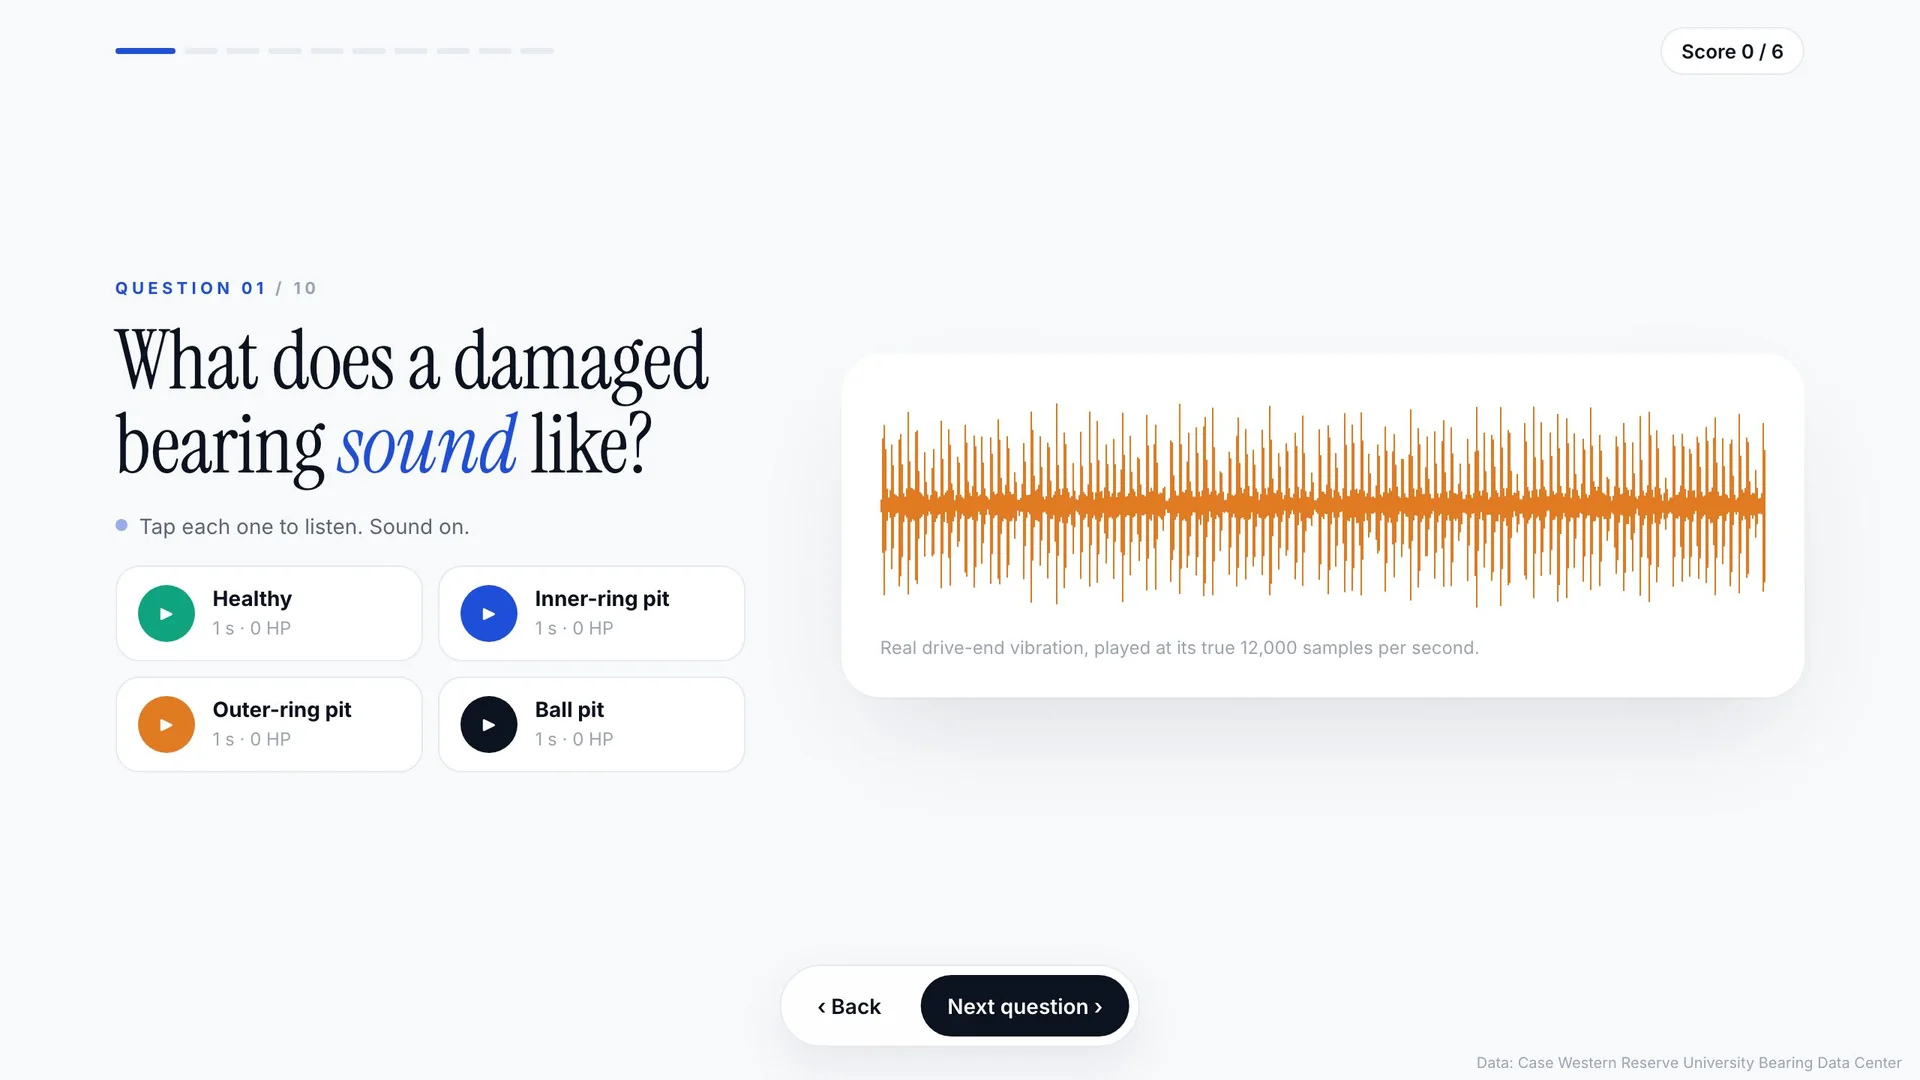 Score 0 / 6
QUESTION 01 / 10
What does a damaged
bearing sound like?
Tap each one to listen. Sound on.
Healthy
1 s · 0 HP
Inner-ring pit
1 s · 0 HP
Outer-ring pit
1 s · 0 HP
Ball pit
1 s · 0 HP
Real drive-end vibration, played at its true 12,000 samples per second.
‹ Back
Next question ›
Data: Case Western Reserve University Bearing Data Center